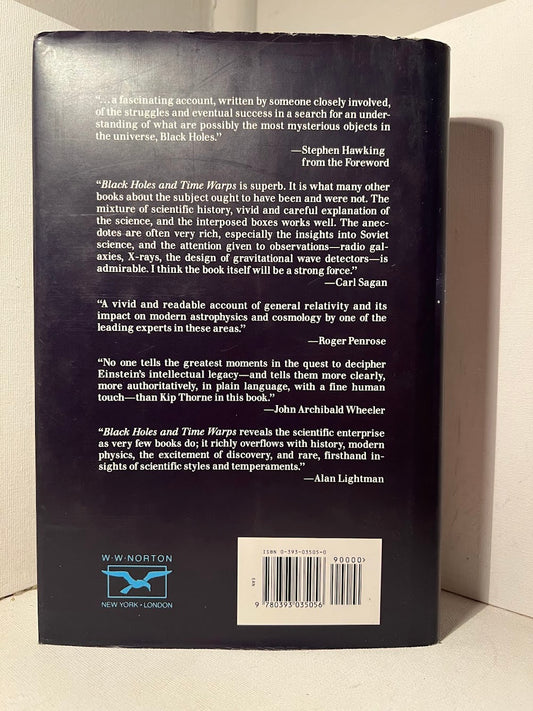 “...a fascinating account, written by someone closely involved,
of the struggles and eventual success in a search for an under-
standing of what are possibly the most mysterious objects in
the universe, Black Holes.”
—Stephen Hawking
from the Foreword
“Black Holes and Time Warps is superb. It is what many other
books about the subject ought to have been and were not. The
mixture of scientific history, vivid and careful explanation of
the science, and the interposed boxes works well. The anec-
dotes are often very rich, especially the insights into Soviet
science, and the attention given to observations—radio gal-
axies, X-rays, the design of gravitational wave detectors—is
admirable. I think the book itself will be a strong force.”
—Carl Sagan
“A vivid and readable account of general relativity and its
impact on modern astrophysics and cosmology by one of the
leading experts in these areas.”
—Roger Penrose
“No one tells the greatest moments in the quest to decipher
Einstein’s intellectual legacy—and tells them more clearly,
more authoritatively, in plain language, with a fine human
touch—than Kip Thorne in this book.”
—John Archibald Wheeler
“Black Holes and Time Warps reveals the scientific enterprise
as very few books do; it richly overflows with history, modern
physics, the excitement of discovery, and rare, firsthand in-
sights of scientific styles and temperaments.”
—Alan Lightman
W·W·NORTON
NEW YORK · LONDON
ISBN 0-393-03505-0
90000>
EAN
9 780393 035056